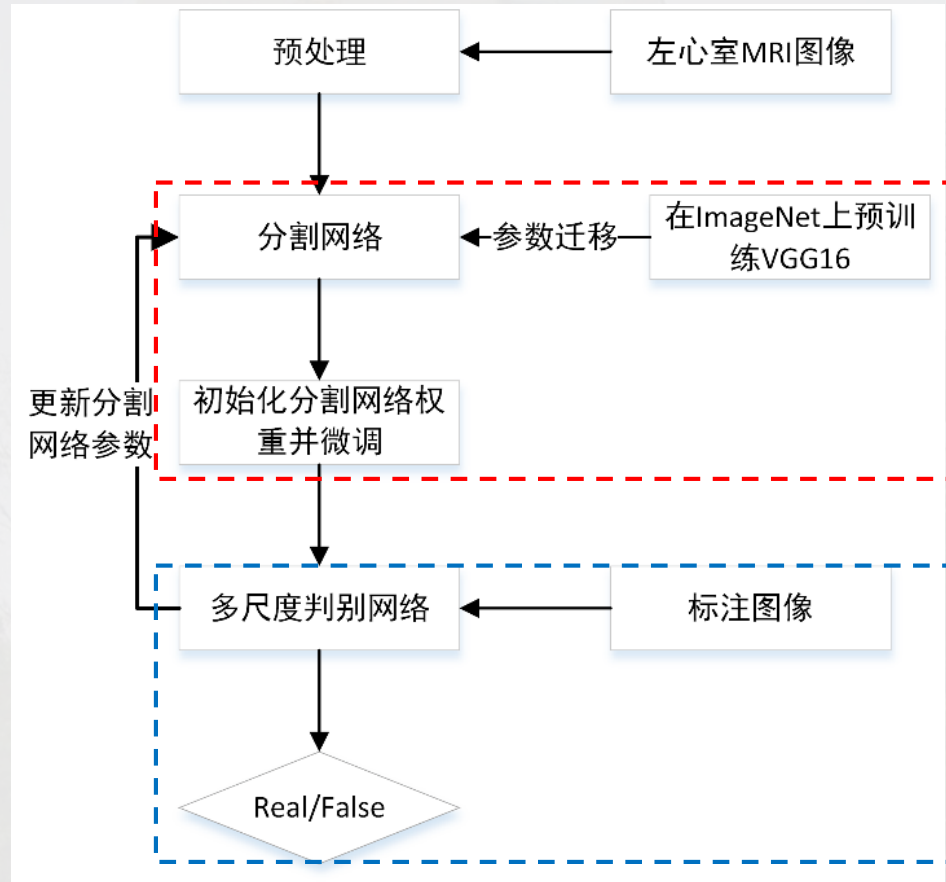 预处理
左心室MRI图像
分割网络
参数迁移
在ImageNet上预训
练VGG16
更新分割
网络参数
初始化分割网络权
重并微调
多尺度判别网络
标注图像
Real/False